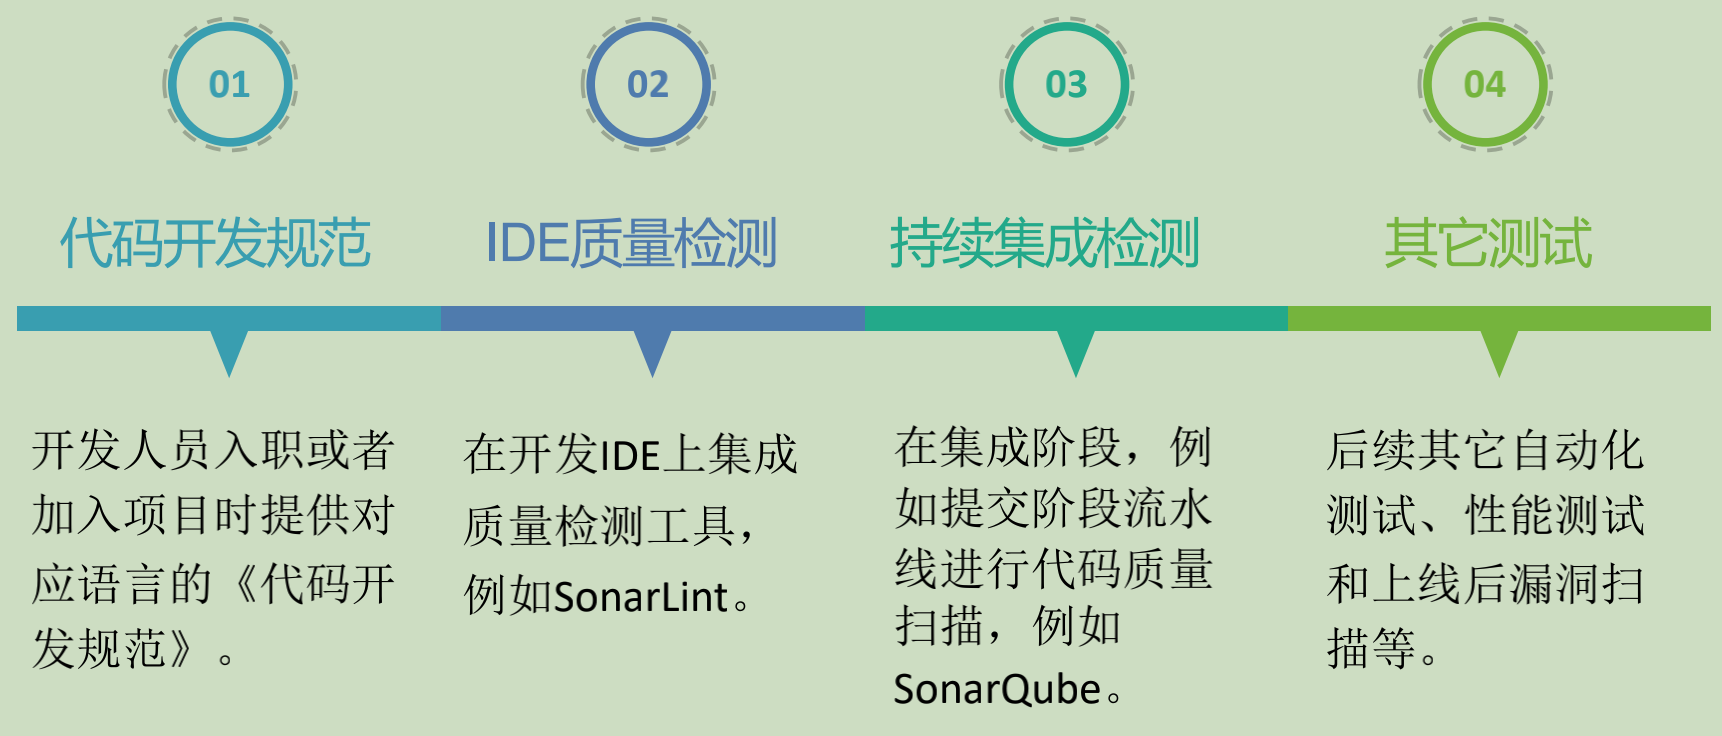 01
代码开发规范
开发人员入职或者
加入项目时提供对
应语言的《代码开
发规范》。
02
IDE质量检测
在开发IDE上集成
质量检测工具，
例如SonarLint。
03
持续集成检测
在集成阶段，例
如提交阶段流水
线进行代码质量
扫描，例如
SonarQube。
04
其它测试
后续其它自动化
测试、性能测试
和上线后漏洞扫
描等。